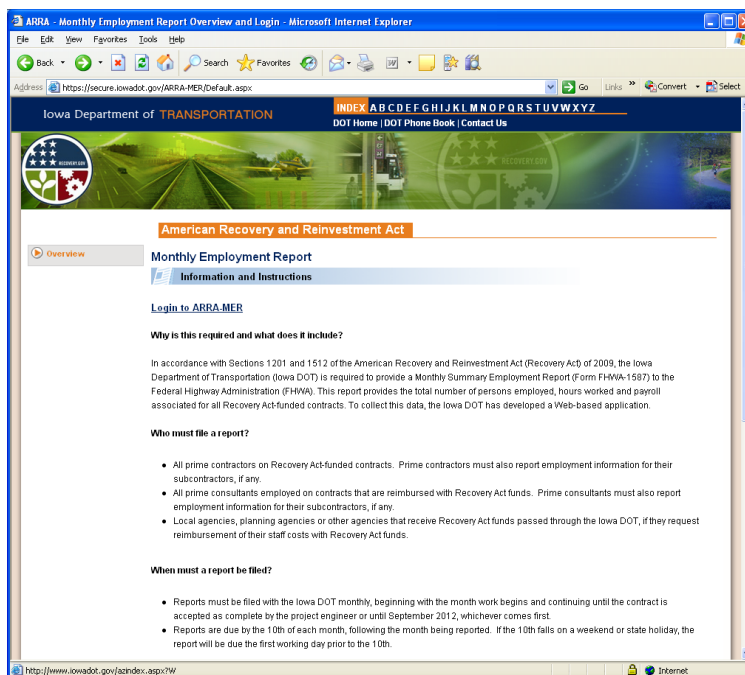 ARRA - Monthly Employment Report Overview and Login - Microsoft Internet Explorer
File Edit View Favorites Tools Help
Back Search Favorites
Address https://secure.iowadot.gov/ARRA-MER/Default.aspx Go Links » Convert Select
Iowa Department of TRANSPORTATION
INDEX A B C D E F G H I J K L M N O P Q R S T U V W X Y Z
DOT Home | DOT Phone Book | Contact Us
RECOVERY.GOV
RECOVERY.GOV
American Recovery and Reinvestment Act
Overview
Monthly Employment Report
Information and Instructions
Login to ARRA-MER
Why is this required and what does it include?
In accordance with Sections 1201 and 1512 of the American Recovery and Reinvestment Act (Recovery Act) of 2009, the Iowa
Department of Transportation (Iowa DOT) is required to provide a Monthly Summary Employment Report (Form FHWA-1587) to the
Federal Highway Administration (FHWA). This report provides the total number of persons employed, hours worked and payroll
associated for all Recovery Act-funded contracts. To collect this data, the Iowa DOT has developed a Web-based application.
Who must file a report?
• All prime contractors on Recovery Act-funded contracts. Prime contractors must also report employment information for their
subcontractors, if any.
• All prime consultants employed on contracts that are reimbursed with Recovery Act funds. Prime consultants must also report
employment information for their subcontractors, if any.
• Local agencies, planning agencies or other agencies that receive Recovery Act funds passed through the Iowa DOT, if they request
reimbursement of their staff costs with Recovery Act funds.
When must a report be filed?
• Reports must be filed with the Iowa DOT monthly, beginning with the month work begins and continuing until the contract is
accepted as complete by the project engineer or until September 2012, whichever comes first.
• Reports are due by the 10th of each month, following the month being reported. If the 10th falls on a weekend or state holiday, the
report will be due the first working day prior to the 10th.
http://www.iowadot.gov/azindex.aspx?W Internet